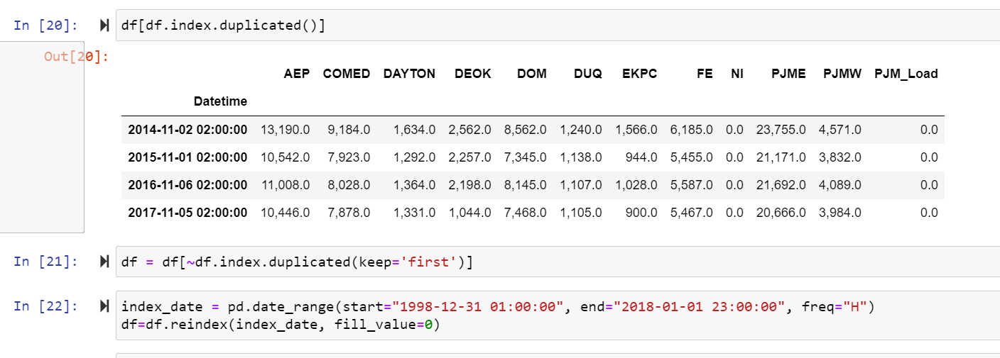 In [20]: df[df.index.duplicated()]
Out[20]:
AEP COMED DAYTON DEOK DOM DUQ EKPC FE NI PJME PJMW PJM_Load
Datetime
2014-11-02 02:00:00 13,190.0 9,184.0 1,634.0 2,562.0 8,562.0 1,240.0 1,566.0 6,185.0 0.0 23,755.0 4,571.0 0.0
2015-11-01 02:00:00 10,542.0 7,923.0 1,292.0 2,257.0 7,345.0 1,138.0 944.0 5,455.0 0.0 21,171.0 3,832.0 0.0
2016-11-06 02:00:00 11,008.0 8,028.0 1,364.0 2,198.0 8,145.0 1,107.0 1,028.0 5,587.0 0.0 21,692.0 4,089.0 0.0
2017-11-05 02:00:00 10,446.0 7,878.0 1,331.0 1,044.0 7,468.0 1,105.0 900.0 5,467.0 0.0 20,666.0 3,984.0 0.0
In [21]: df = df[~df.index.duplicated(keep='first')]
In [22]: index_date = pd.date_range(start="1998-12-31 01:00:00", end="2018-01-01 23:00:00", freq="H")
df=df.reindex(index_date, fill_value=0)